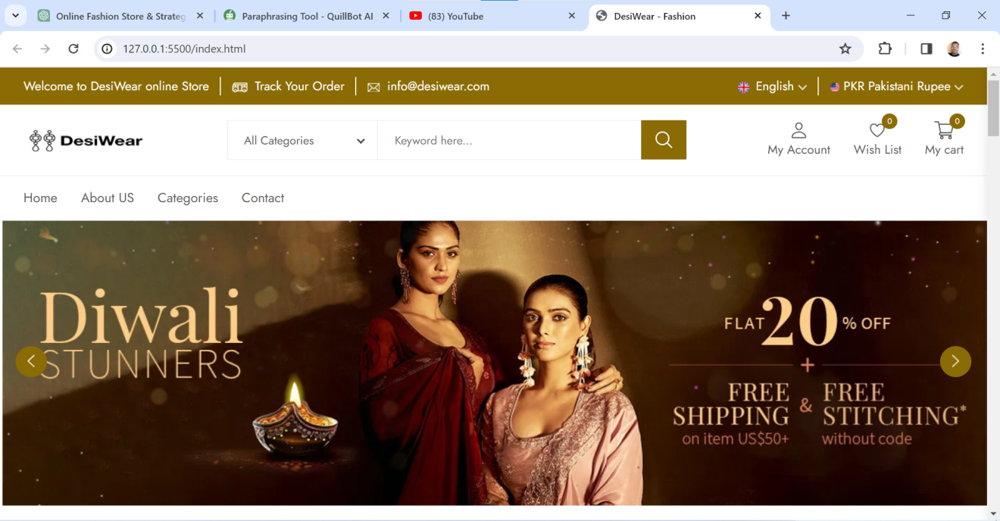 Online Fashion Store & Strateg
Paraphrasing Tool - QuillBot AI
(83) YouTube
DesiWear - Fashion
127.0.0.1:5500/index.html
Welcome to DesiWear online Store
Track Your Order
info@desiwear.com
English
PKR Pakistani Rupee
DesiWear
All Categories
Keyword here...
0
My Account
Wish List
0
My cart
Home
About US
Categories
Contact
Diwali
STUNNERS
FLAT 20 % OFF
+
FREE SHIPPING
on item US$50+
&
FREE STITCHING*
without code